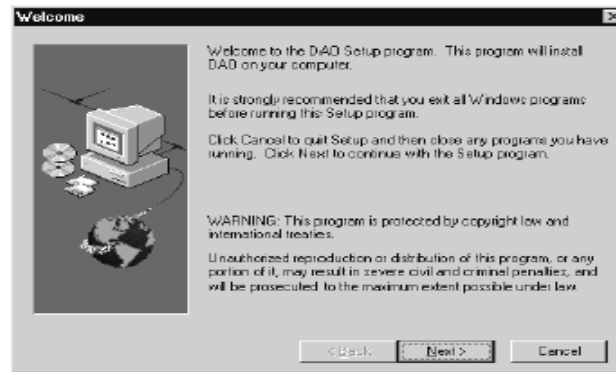 Welcome
Welcome to the DAO Setup program. This program will install
DAO on your computer.
It is strongly recommended that you exit all Windows programs
before running this Setup program.
Click Cancel to quit Setup and then close any programs you have
running. Click Next to continue with the Setup program.
WARNING: This program is protected by copyright law and
international treaties.
Unauthorized reproduction or distribution of this program, or any
portion of it, may result in severe civil and criminal penalties, and
will be prosecuted to the maximum extent possible under law.
< Back
Next >
Cancel